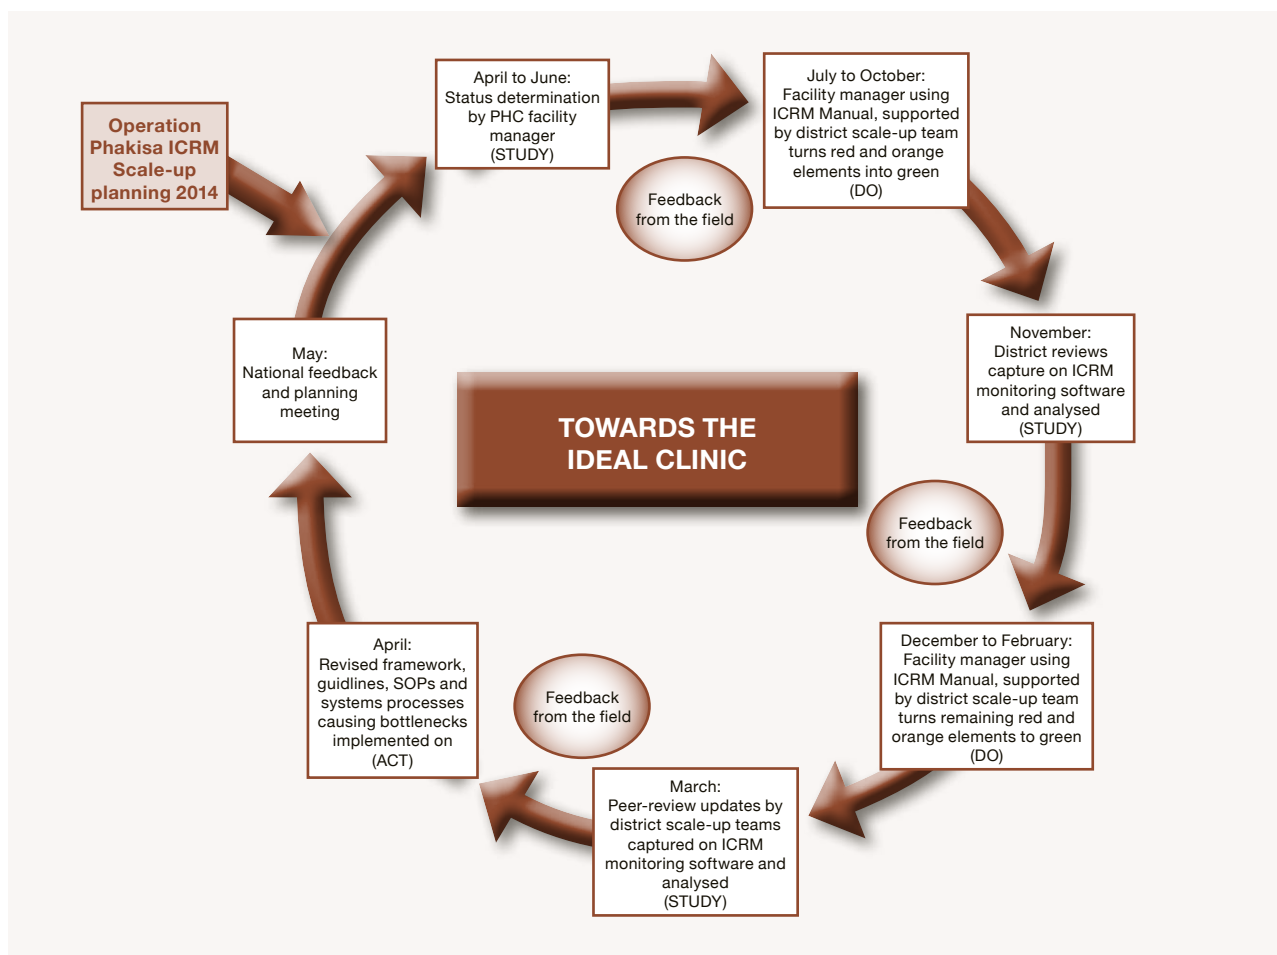 Operation
Phakisa ICRM
Scale-up
planning 2014
April to June:
Status determination
by PHC facility
manager
(STUDY)
July to October:
Facility manager using
ICRM Manual, supported
by district scale-up team
turns red and orange
elements into green
(DO)
Feedback
from the field
November:
District reviews
capture on ICRM
monitoring software
and analysed
(STUDY)
May:
National feedback
and planning
meeting
TOWARDS THE
IDEAL CLINIC
Feedback
from the field
December to February:
Facility manager using
ICRM Manual, supported
by district scale-up team
turns remaining red and
orange elements to green
(DO)
April:
Revised framework,
guidlines, SOPs and
systems processes
causing bottlenecks
implemented on
(ACT)
Feedback
from the field
March:
Peer-review updates by
district scale-up teams
captured on ICRM
monitoring software and
analysed
(STUDY)